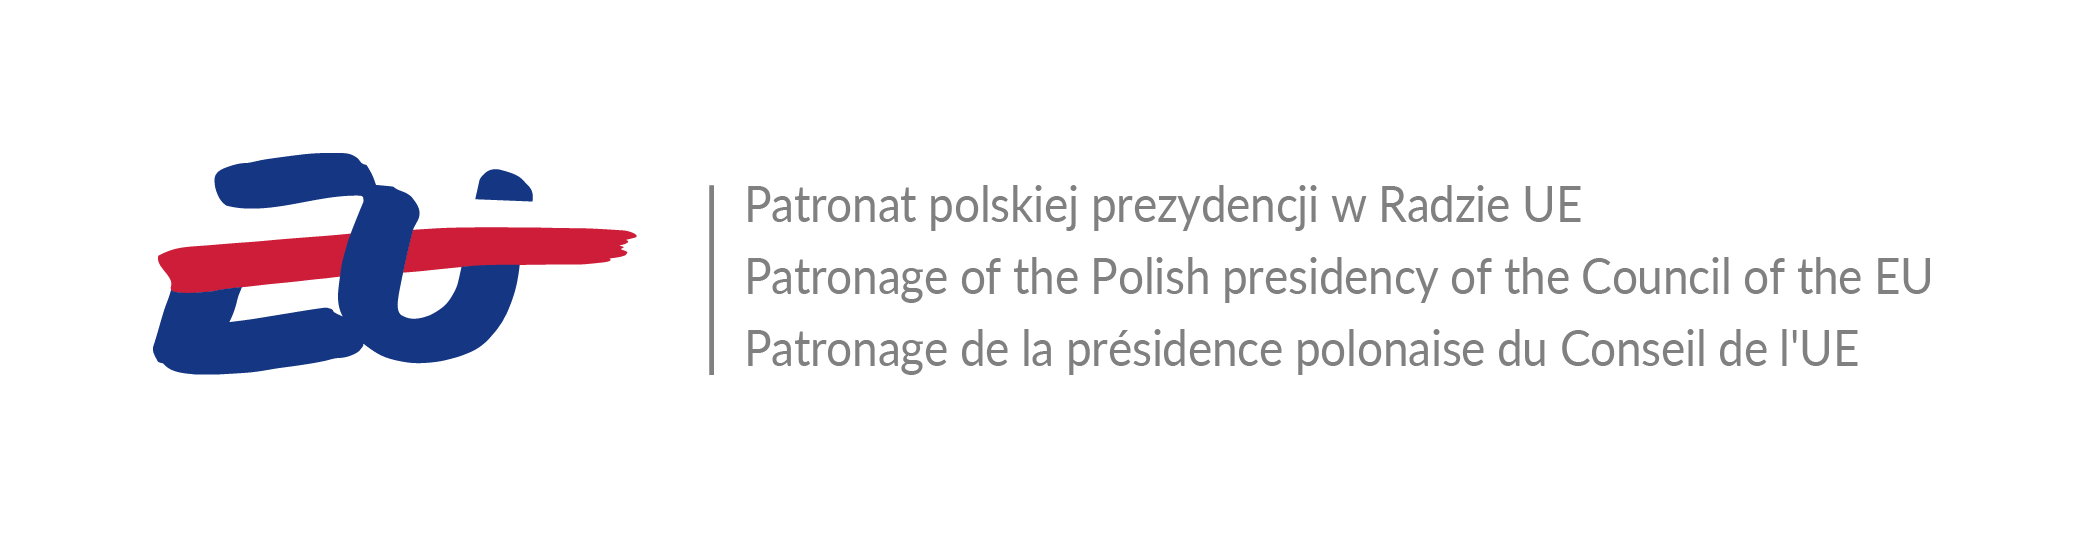 EU
Patronat polskiej prezydencji w Radzie UE
Patronage of the Polish presidency of the Council of the EU
Patronage de la présidence polonaise du Conseil de l'UE